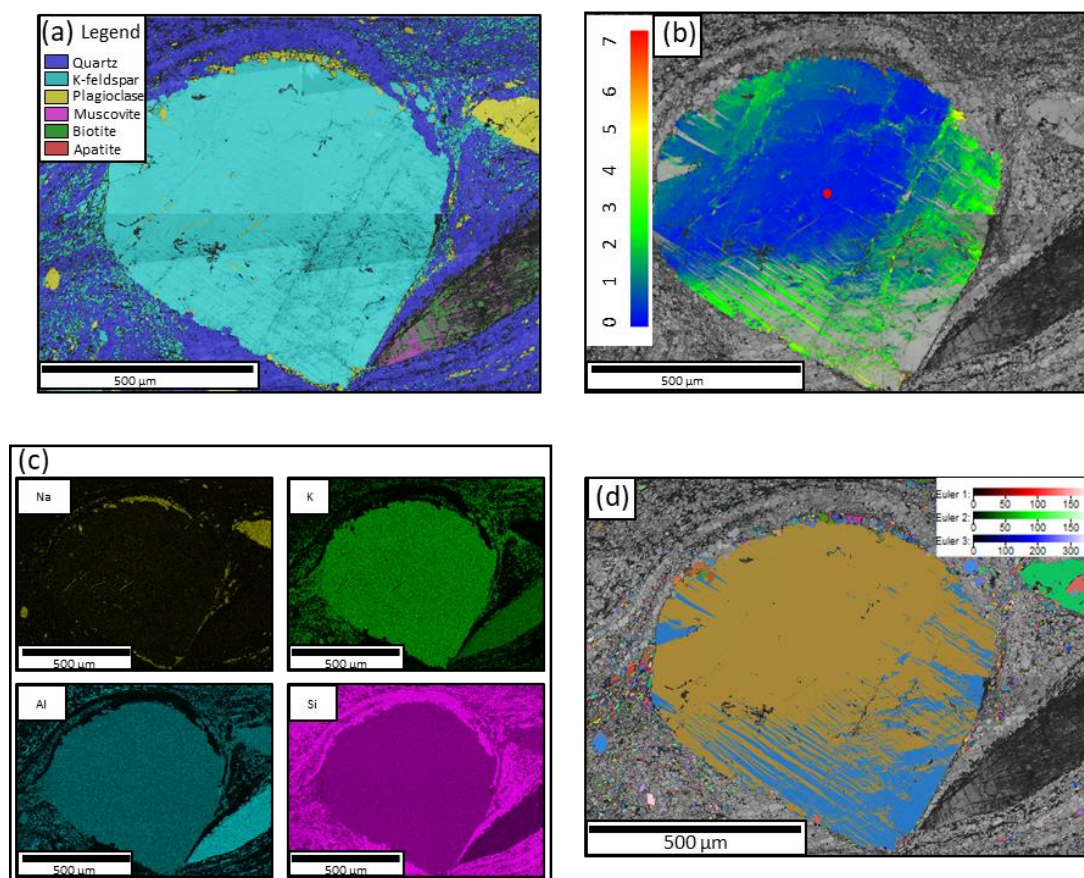 (a) Legend
Quartz
K-feldspar
Plagioclase
Muscovite
Biotite
Apatite
500 µm
(b)
7
6
5
4
3
2
1
0
500 µm
(c)
Na
500 µm
K
500 µm
Al
500 µm
Si
500 µm
(d)
Euler 1:
0 50 100 150
Euler 2:
0 50 100 150
Euler 3:
0 100 200 300
500 µm